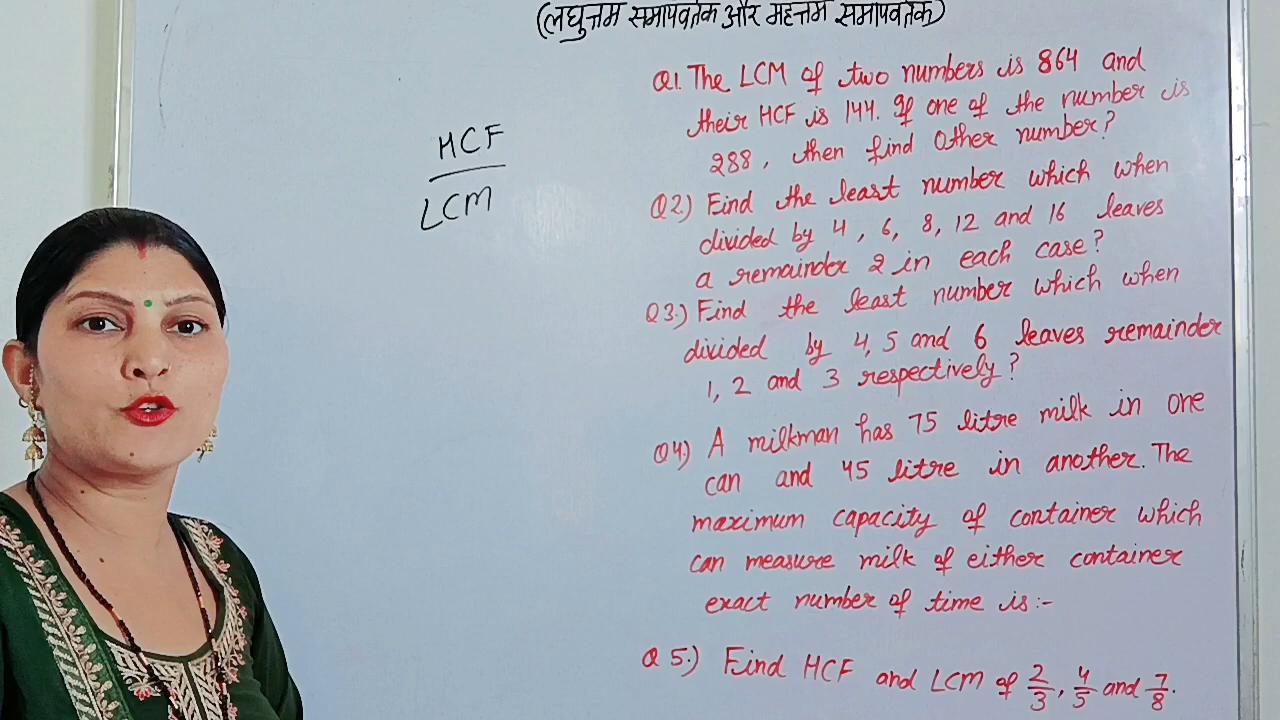 (लघुत्तम समापवर्तक और महत्तम समापवर्तक)
HCF
LCM
Q1. The LCM of two numbers is 864 and
their HCF is 144. If one of the number is
288, then find Other number?
Q2.) Find the least number which when
divided by 4, 6, 8, 12 and 16 leaves
a remainder 2 in each case?
Q3.) Find the least number which when
divided by 4, 5 and 6 leaves remainder
1, 2 and 3 respectively?
Q4.) A milkman has 75 litre milk in one
can and 45 litre in another. The
maximum capacity of container which
can measure milk of either container
exact number of time is :-
Q5.) Find HCF and LCM of 2/3, 4/5 and 7/8.